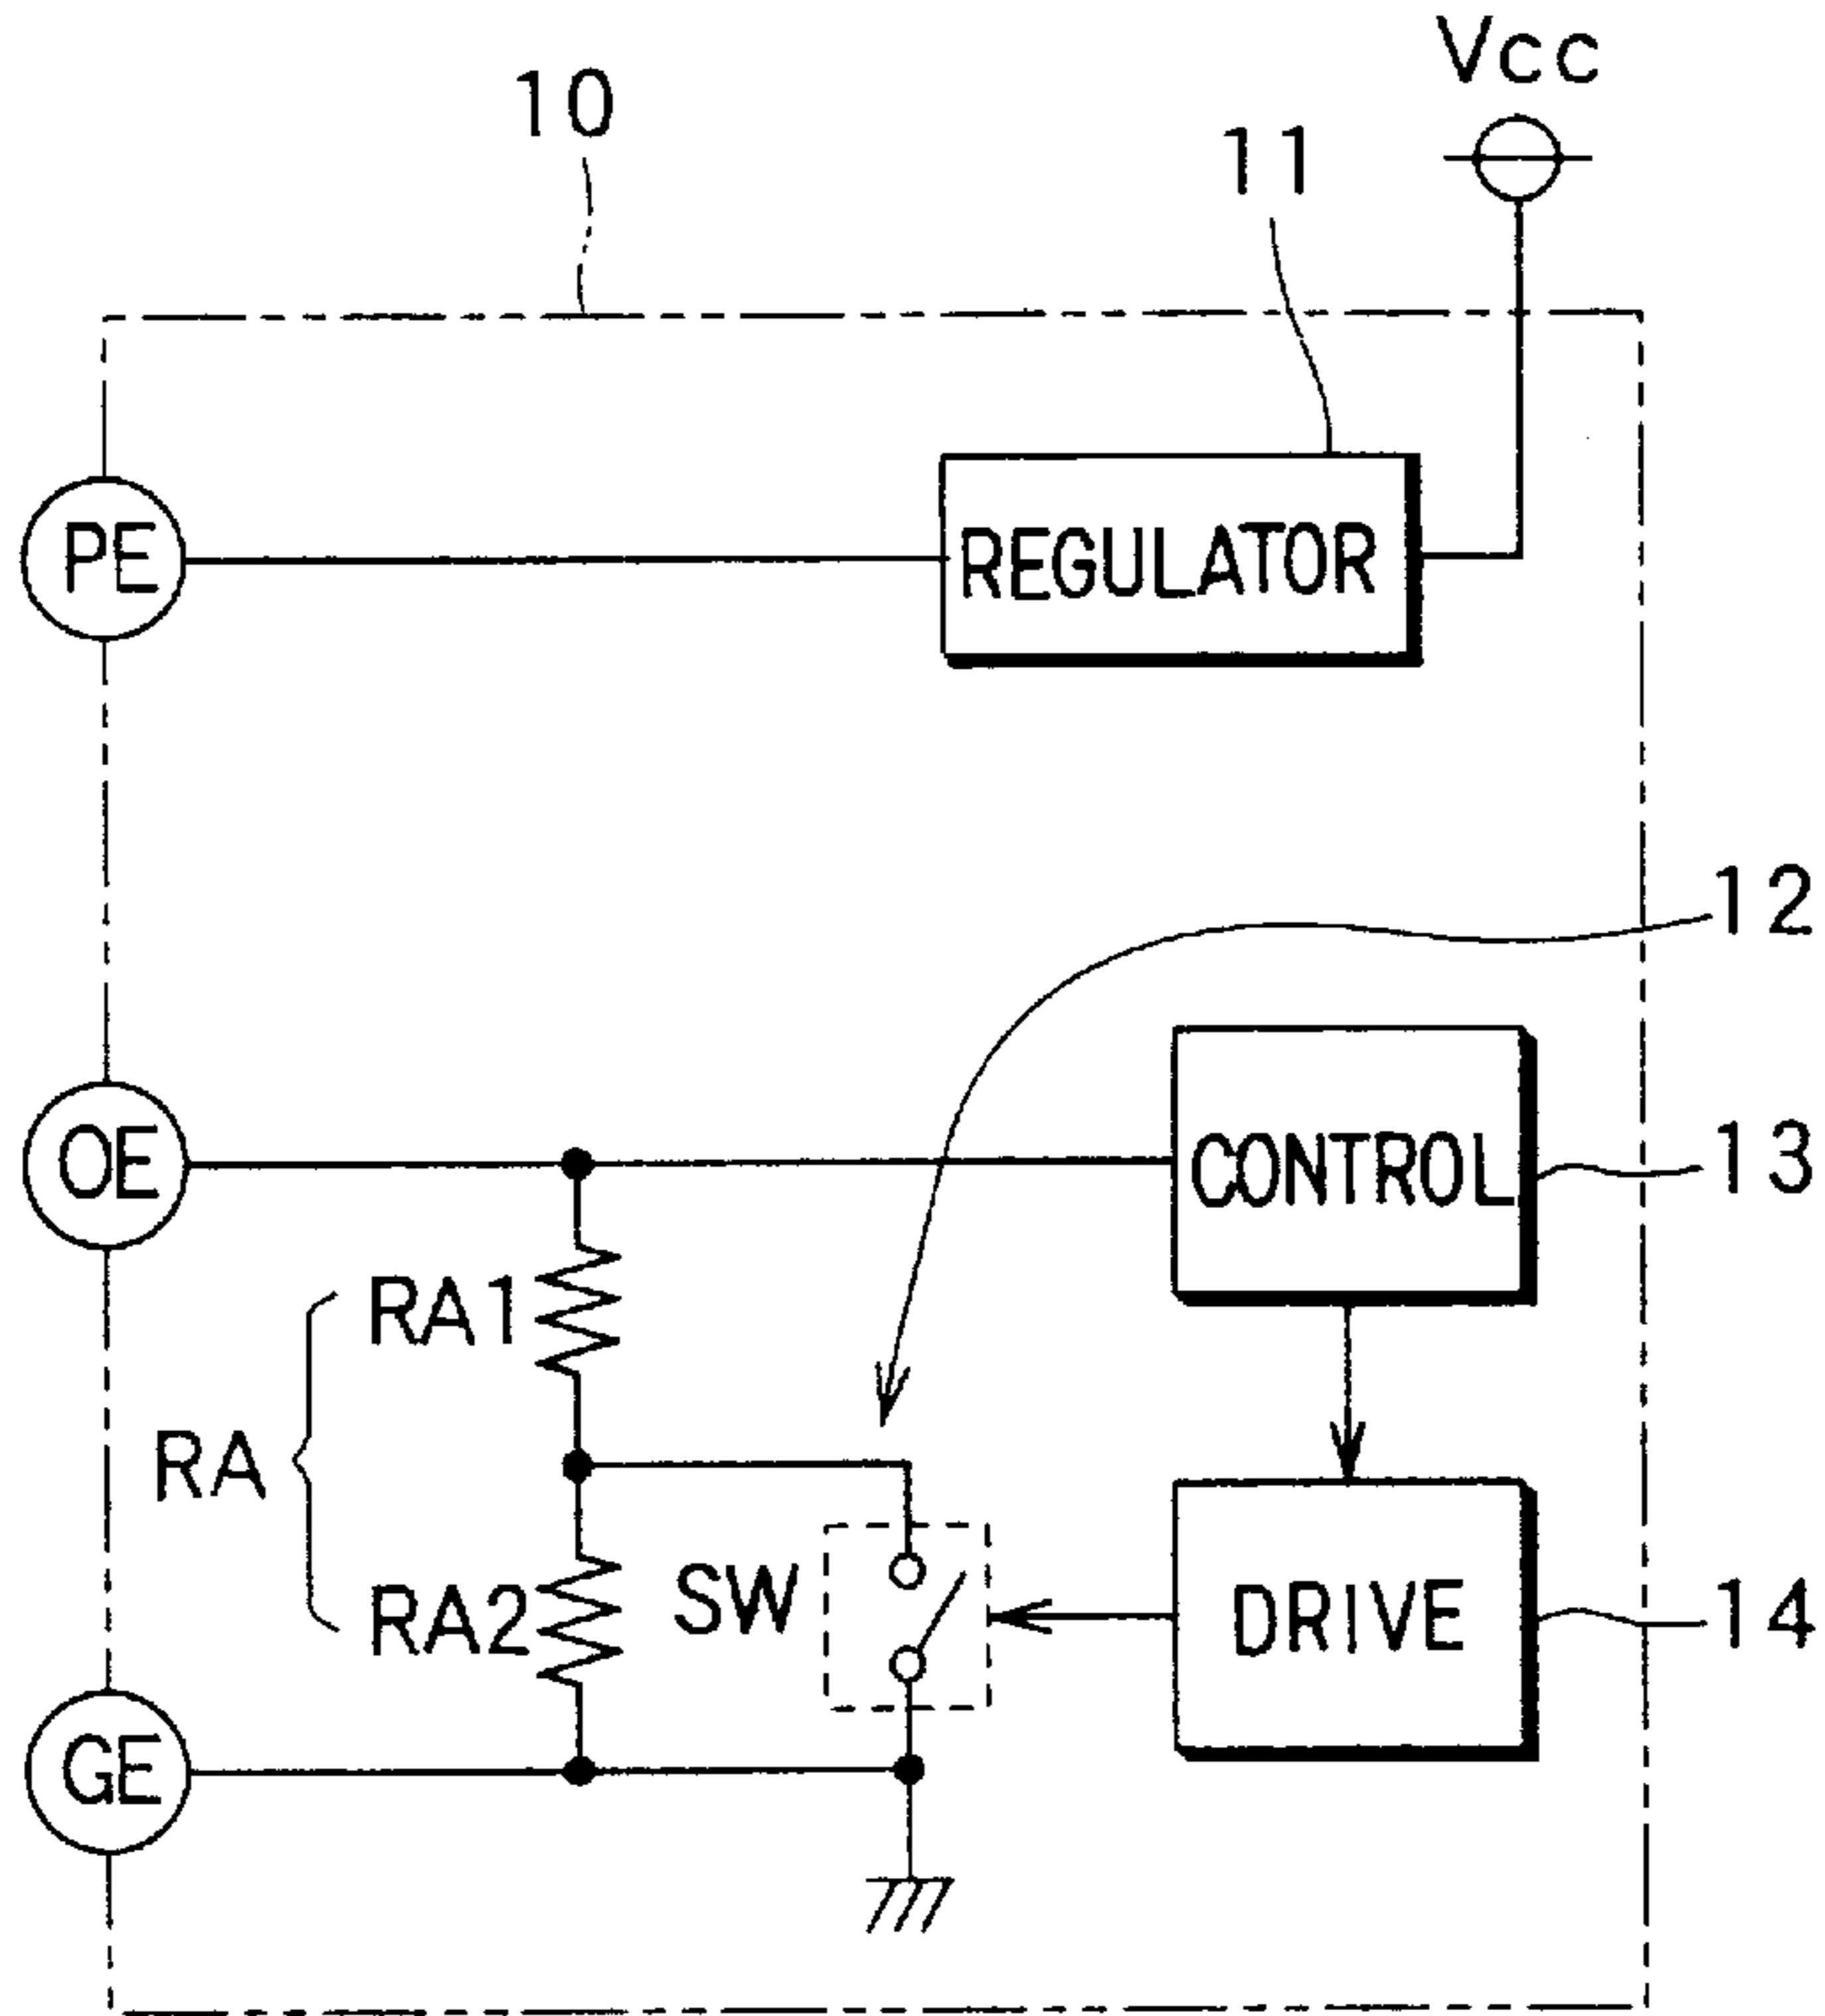 Vcc
10
11
PE
REGULATOR
12
OE
CONTROL
13
RA1
RA
RA2
SW
DRIVE
14
GE